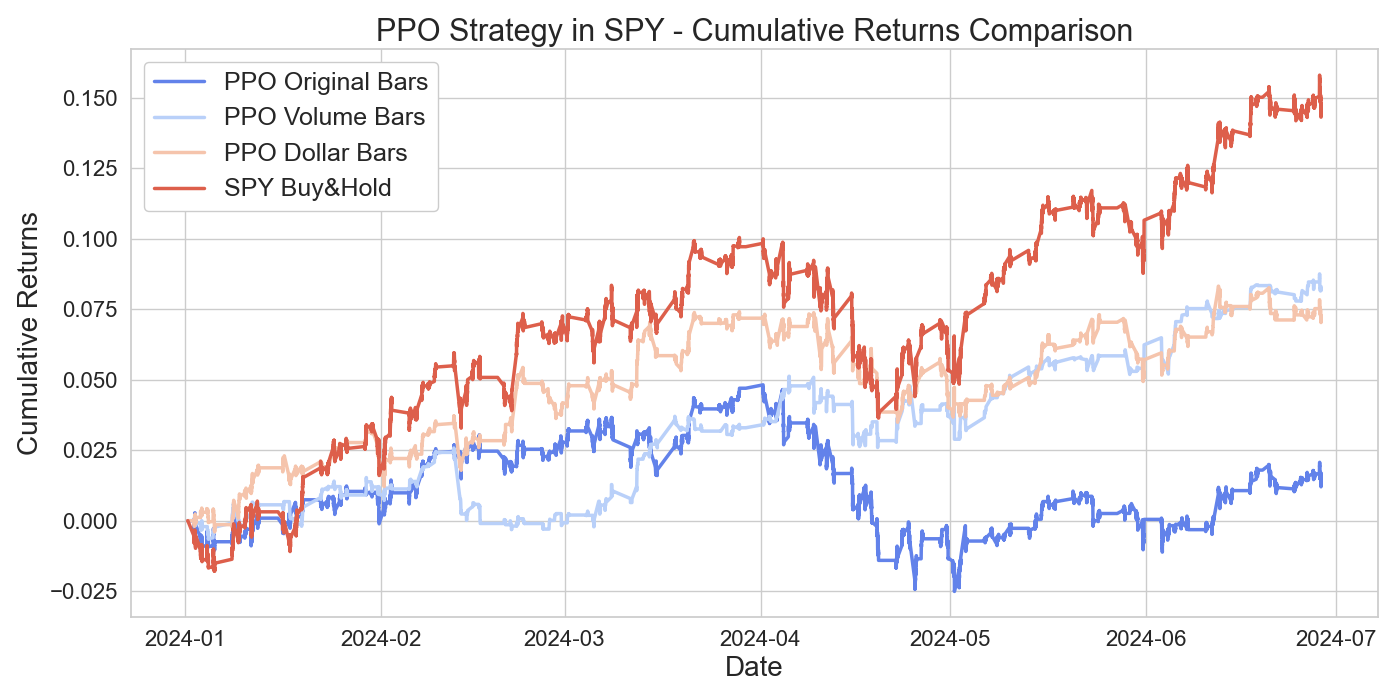 PPO Strategy in SPY - Cumulative Returns Comparison
PPO Original Bars
PPO Volume Bars
PPO Dollar Bars
SPY Buy&Hold
Cumulative Returns
0.150
0.125
0.100
0.075
0.050
0.025
0.000
−0.025
2024-01
2024-02
2024-03
2024-04
2024-05
2024-06
2024-07
Date